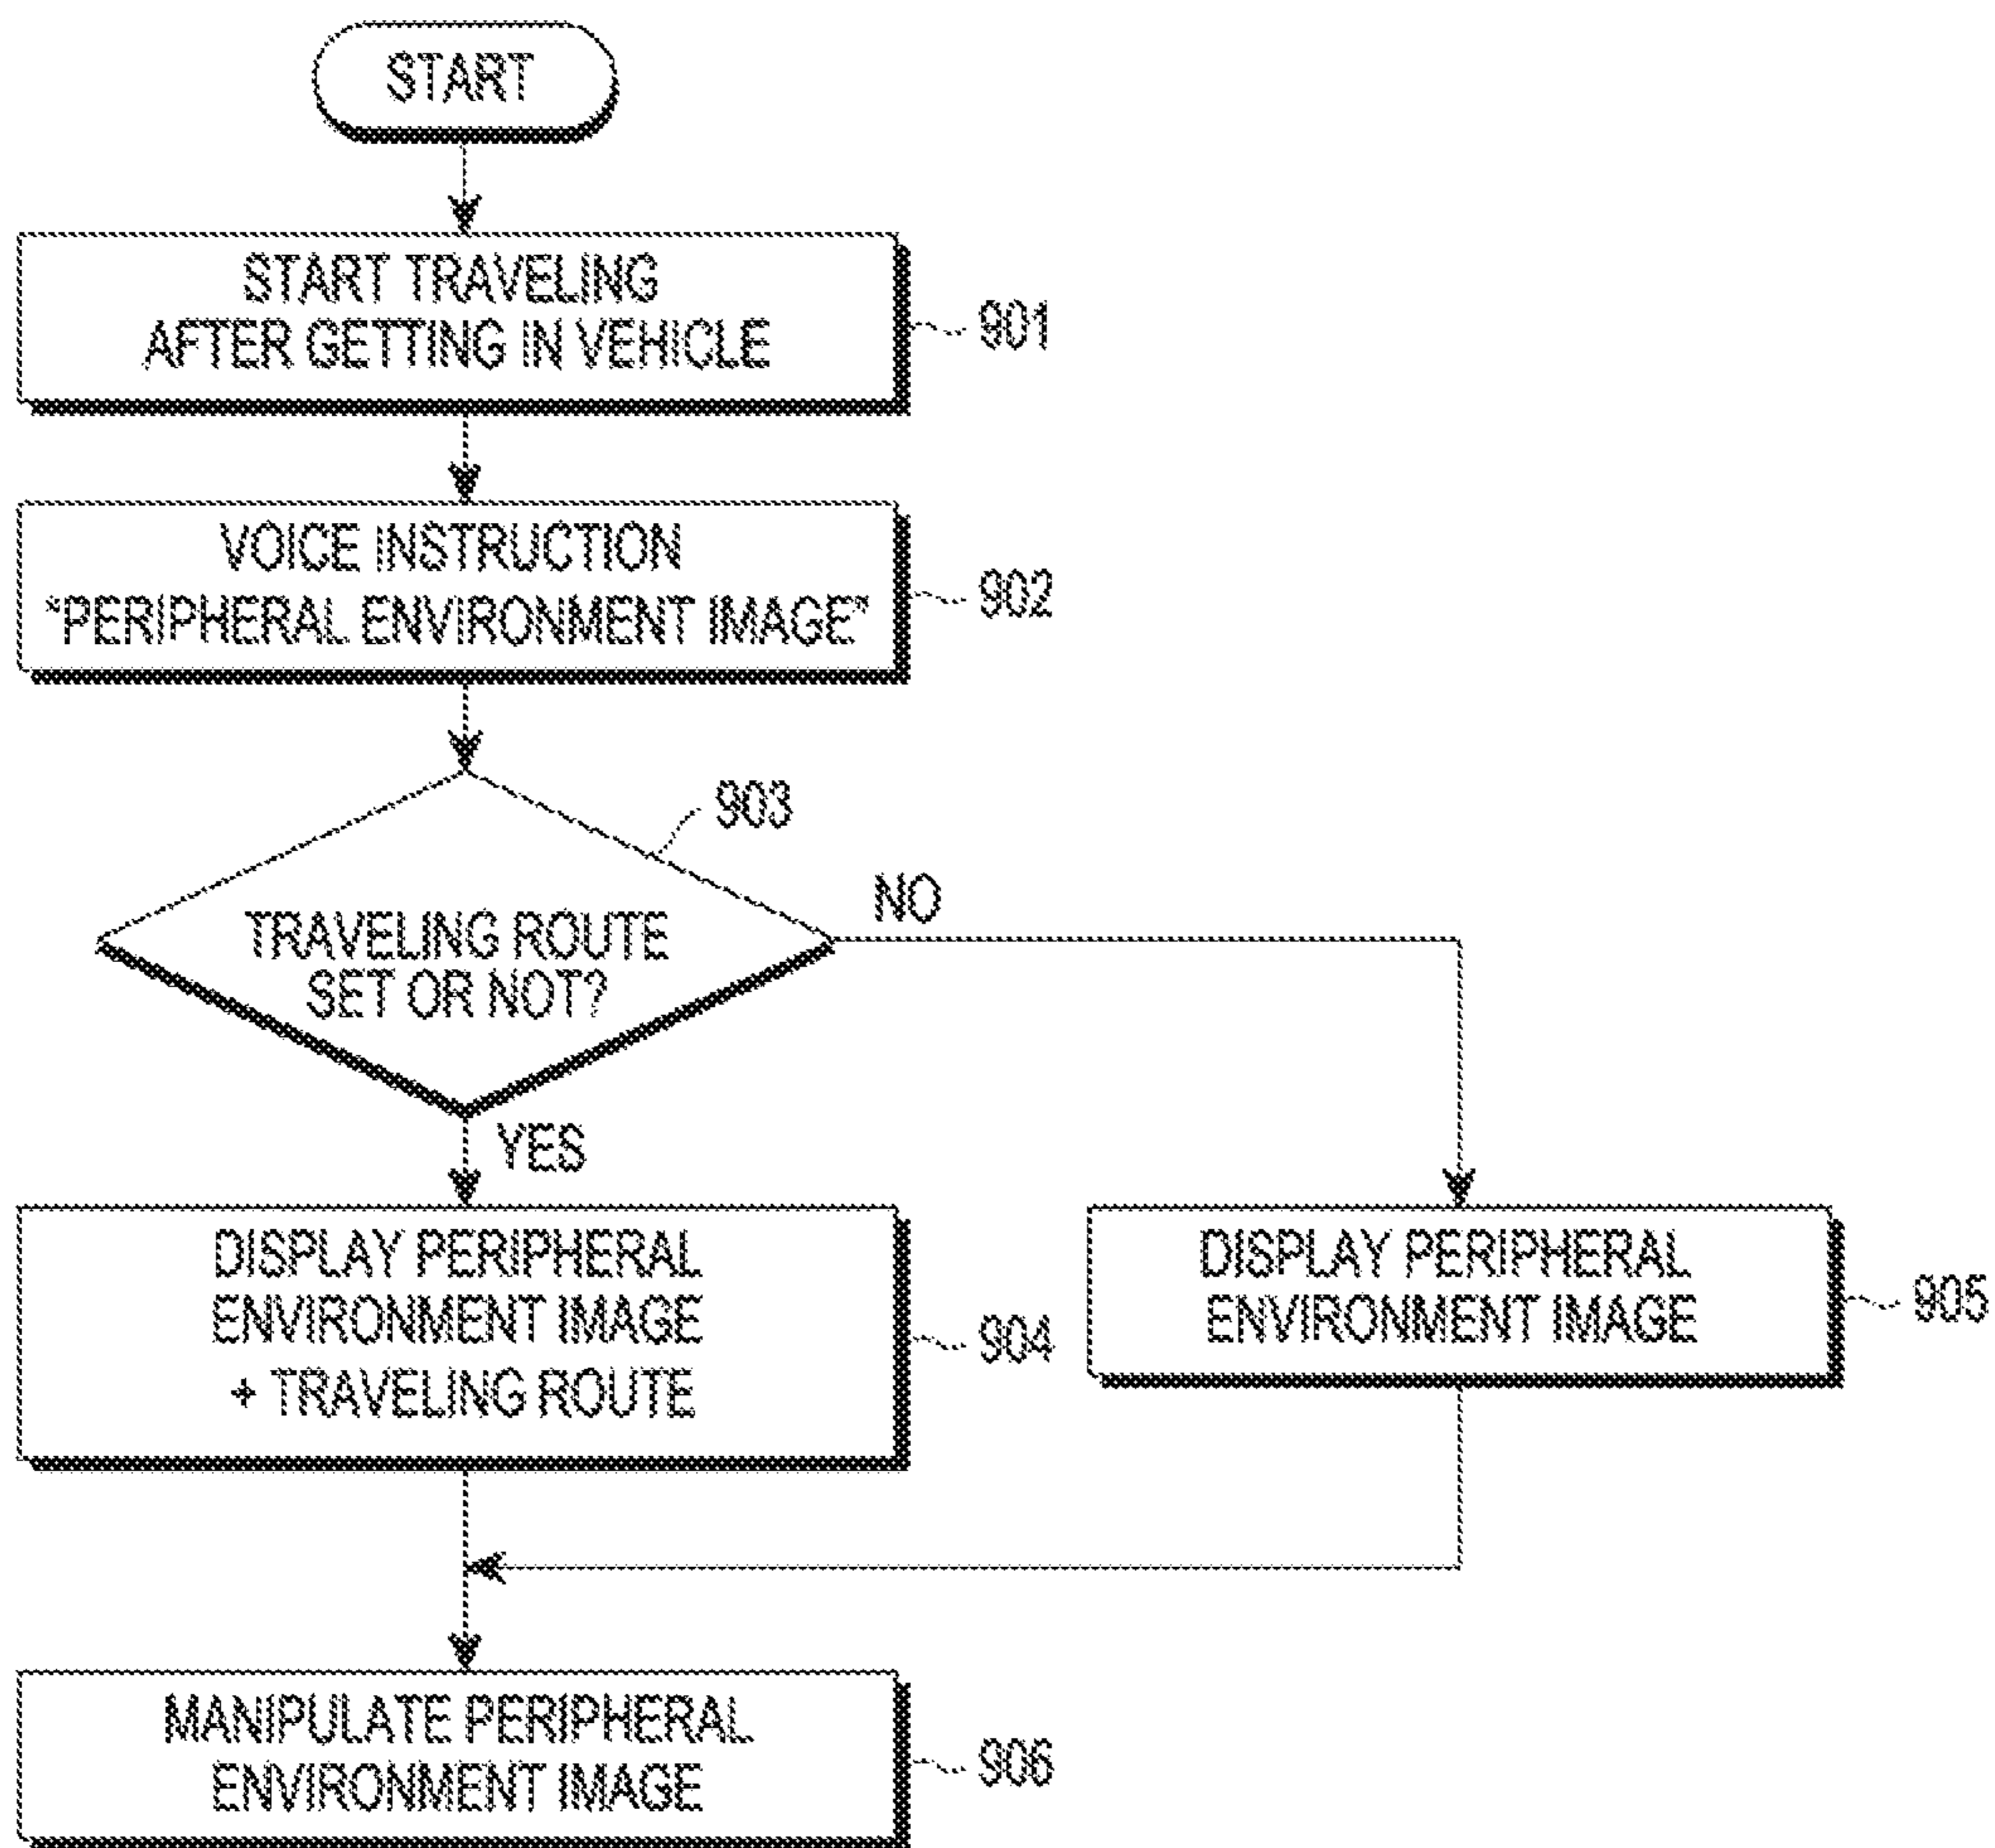 START
START TRAVELING
AFTER GETTING IN VEHICLE
901
VOICE INSTRUCTION
"PERIPHERAL ENVIRONMENT IMAGE"
902
903
TRAVELING ROUTE
SET OR NOT?
NO
YES
DISPLAY PERIPHERAL
ENVIRONMENT IMAGE
+ TRAVELING ROUTE
904
DISPLAY PERIPHERAL
ENVIRONMENT IMAGE
905
MANIPULATE PERIPHERAL
ENVIRONMENT IMAGE
906